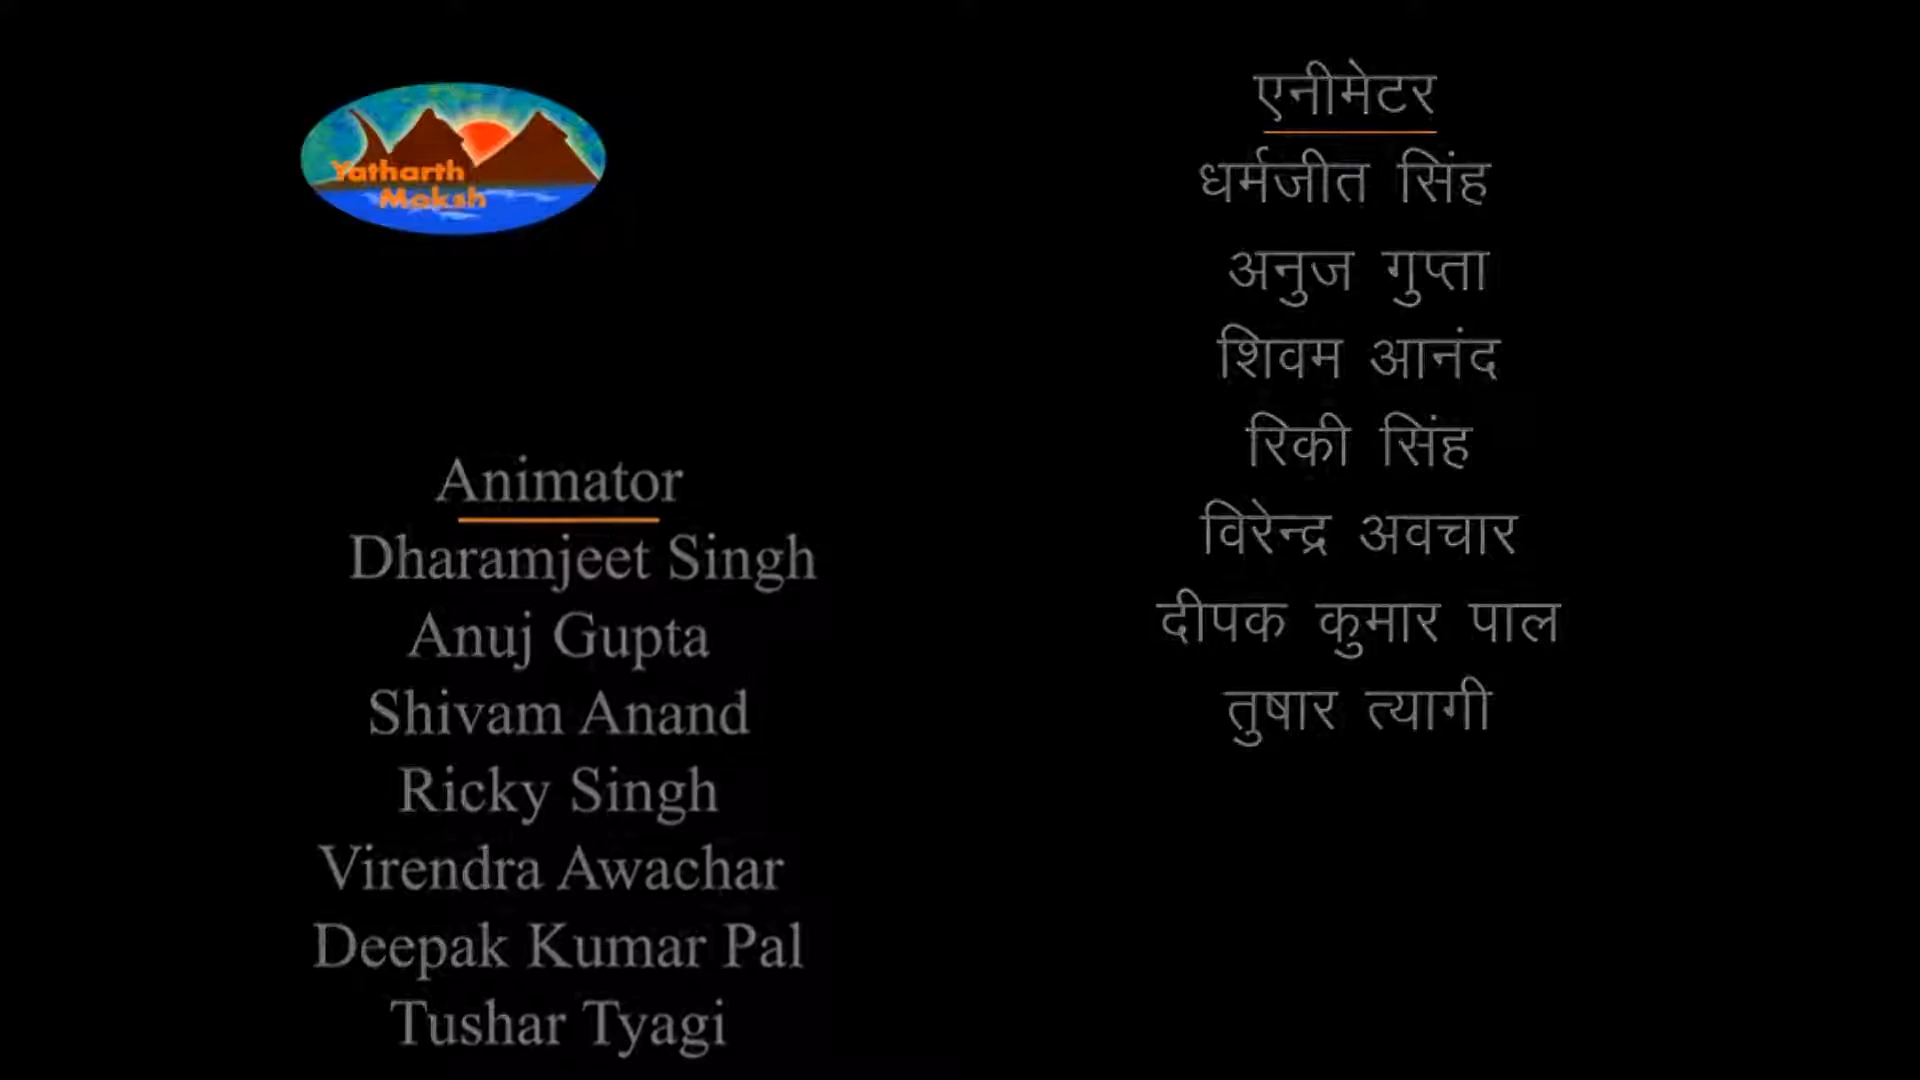 Yatharth
Moksh
Animator
Dharamjeet Singh
Anuj Gupta
Shivam Anand
Ricky Singh
Virendra Awachar
Deepak Kumar Pal
Tushar Tyagi
एनीमेटर
धर्मजीत सिंह
अनुज गुप्ता
शिवम आनंद
रिकी सिंह
विरेन्द्र अवचार
दीपक कुमार पाल
तुषार त्यागी